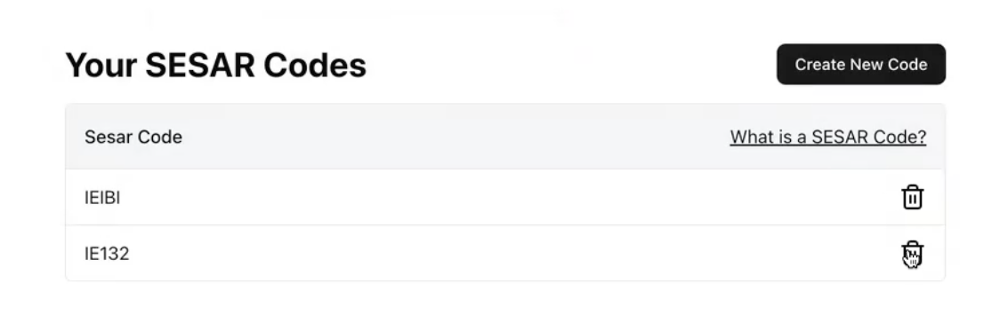 Your SESAR Codes
Create New Code
Sesar Code
What is a SESAR Code?
IEIBI
IE132